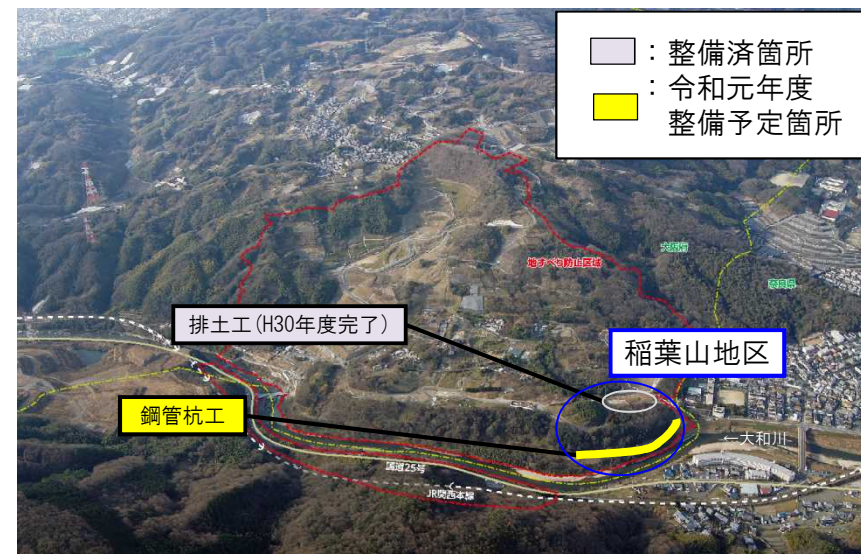 ：整備済箇所
：令和元年度
整備予定箇所
大阪府
地すべり防止区域
奈良県
排土工(H30年度完了)
稲葉山地区
鋼管杭工
←大和川
国道25号
JR関西本線